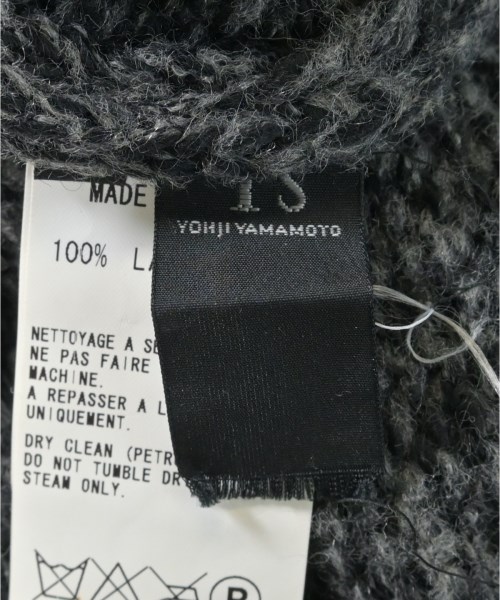 MADE
Y's
YOHJI YAMAMOTO
100% LA
NETTOYAGE A SE
NE PAS FAIRE
MACHINE.
A REPASSER A L
UNIQUEMENT.
DRY CLEAN (PETR
DO NOT TUMBLE DR
STEAM ONLY.
P